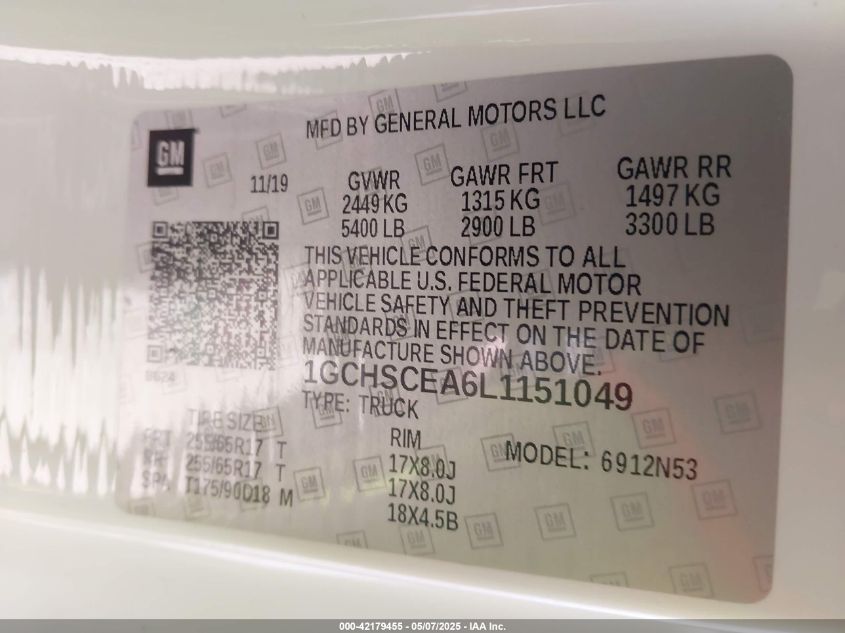 MFD BY GENERAL MOTORS LLC
GM
11/19
GVWR GAWR FRT GAWR RR
2449 KG 1315 KG 1497 KG
5400 LB 2900 LB 3300 LB
THIS VEHICLE CONFORMS TO ALL
APPLICABLE U.S. FEDERAL MOTOR
VEHICLE SAFETY AND THEFT PREVENTION
STANDARDS IN EFFECT ON THE DATE OF
MANUFACTURE SHOWN ABOVE.
1GCHSCEA6L1151049
TYPE: TRUCK
TIRE SIZE RIM
FRT 255/65R17 T 17X8.0J
RR 255/65R17 T 17X8.0J
SPA T175/90D18 M 18X4.5B
MODEL: 6912N53
000-42179455 - 05/07/2025 - IAA Inc.